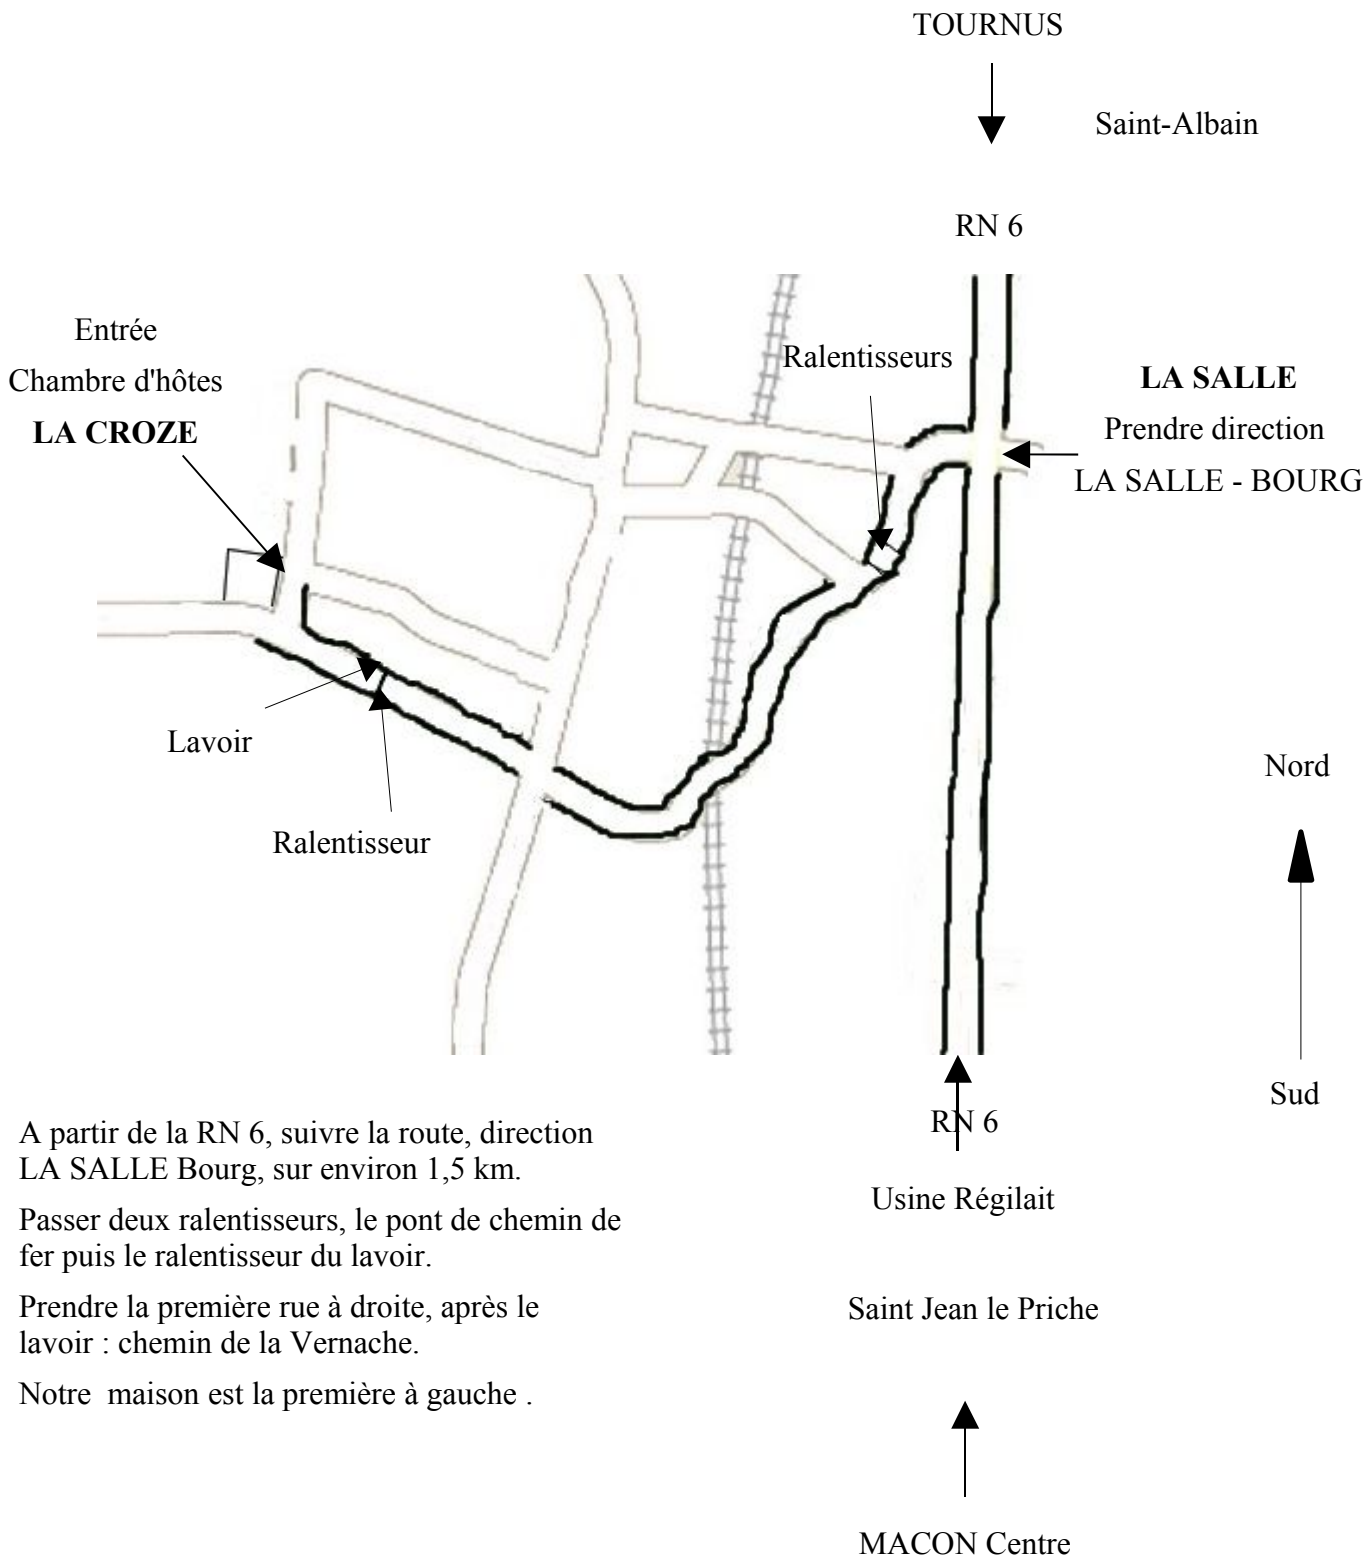 TOURNUS
Saint-Albain
RN 6
Entrée
Chambre d'hôtes
LA CROZE
Ralentisseurs
LA SALLE
Prendre direction
LA SALLE - BOURG
Lavoir
Ralentisseur
Nord
Sud
RN 6
Usine Régilait
Saint Jean le Priche
MACON Centre
A partir de la RN 6, suivre la route, direction
LA SALLE Bourg, sur environ 1,5 km.
Passer deux ralentisseurs, le pont de chemin de
fer puis le ralentisseur du lavoir.
Prendre la première rue à droite, après le
lavoir : chemin de la Vernache.
Notre maison est la première à gauche .